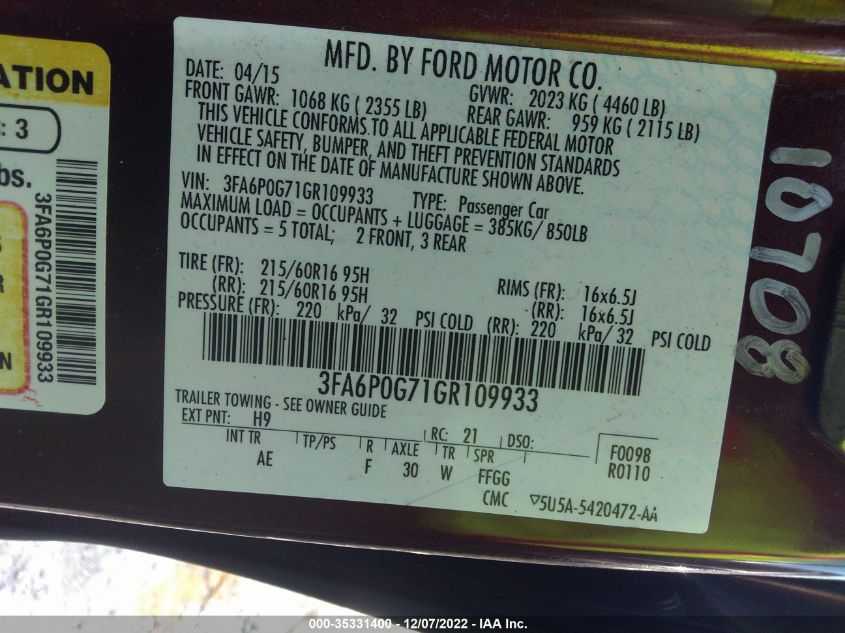 ATION
: 3
bs.
S
R
N
3FA6P0G71GR109933
MFD. BY FORD MOTOR CO.
DATE: 04/15
GVWR: 2023 KG ( 4460 LB)
FRONT GAWR: 1068 KG ( 2355 LB)
REAR GAWR: 959 KG ( 2115 LB)
THIS VEHICLE CONFORMS TO ALL APPLICABLE FEDERAL MOTOR
VEHICLE SAFETY, BUMPER, AND THEFT PREVENTION STANDARDS
IN EFFECT ON THE DATE OF MANUFACTURE SHOWN ABOVE.
VIN: 3FA6P0G71GR109933 TYPE: Passenger Car
MAXIMUM LOAD = OCCUPANTS + LUGGAGE = 385KG/ 850LB
OCCUPANTS = 5 TOTAL; 2 FRONT, 3 REAR
TIRE (FR): 215/60R16 95H RIMS (FR): 16x6.5J
(RR): 215/60R16 95H (RR): 16x6.5J
PRESSURE (FR): 220 kPa/ 32 PSI COLD (RR): 220 kPa/ 32 PSI COLD
3FA6P0G71GR109933
TRAILER TOWING - SEE OWNER GUIDE
EXT PNT: H9 RC: 21 DSO:
INT TR TP/PS R AXLE TR SPR
AE F 30 W FFGG
F0098
R0110
CMC ▽5U5A-5420472-AA
10708
000-35331400 - 12/07/2022 - IAA Inc.